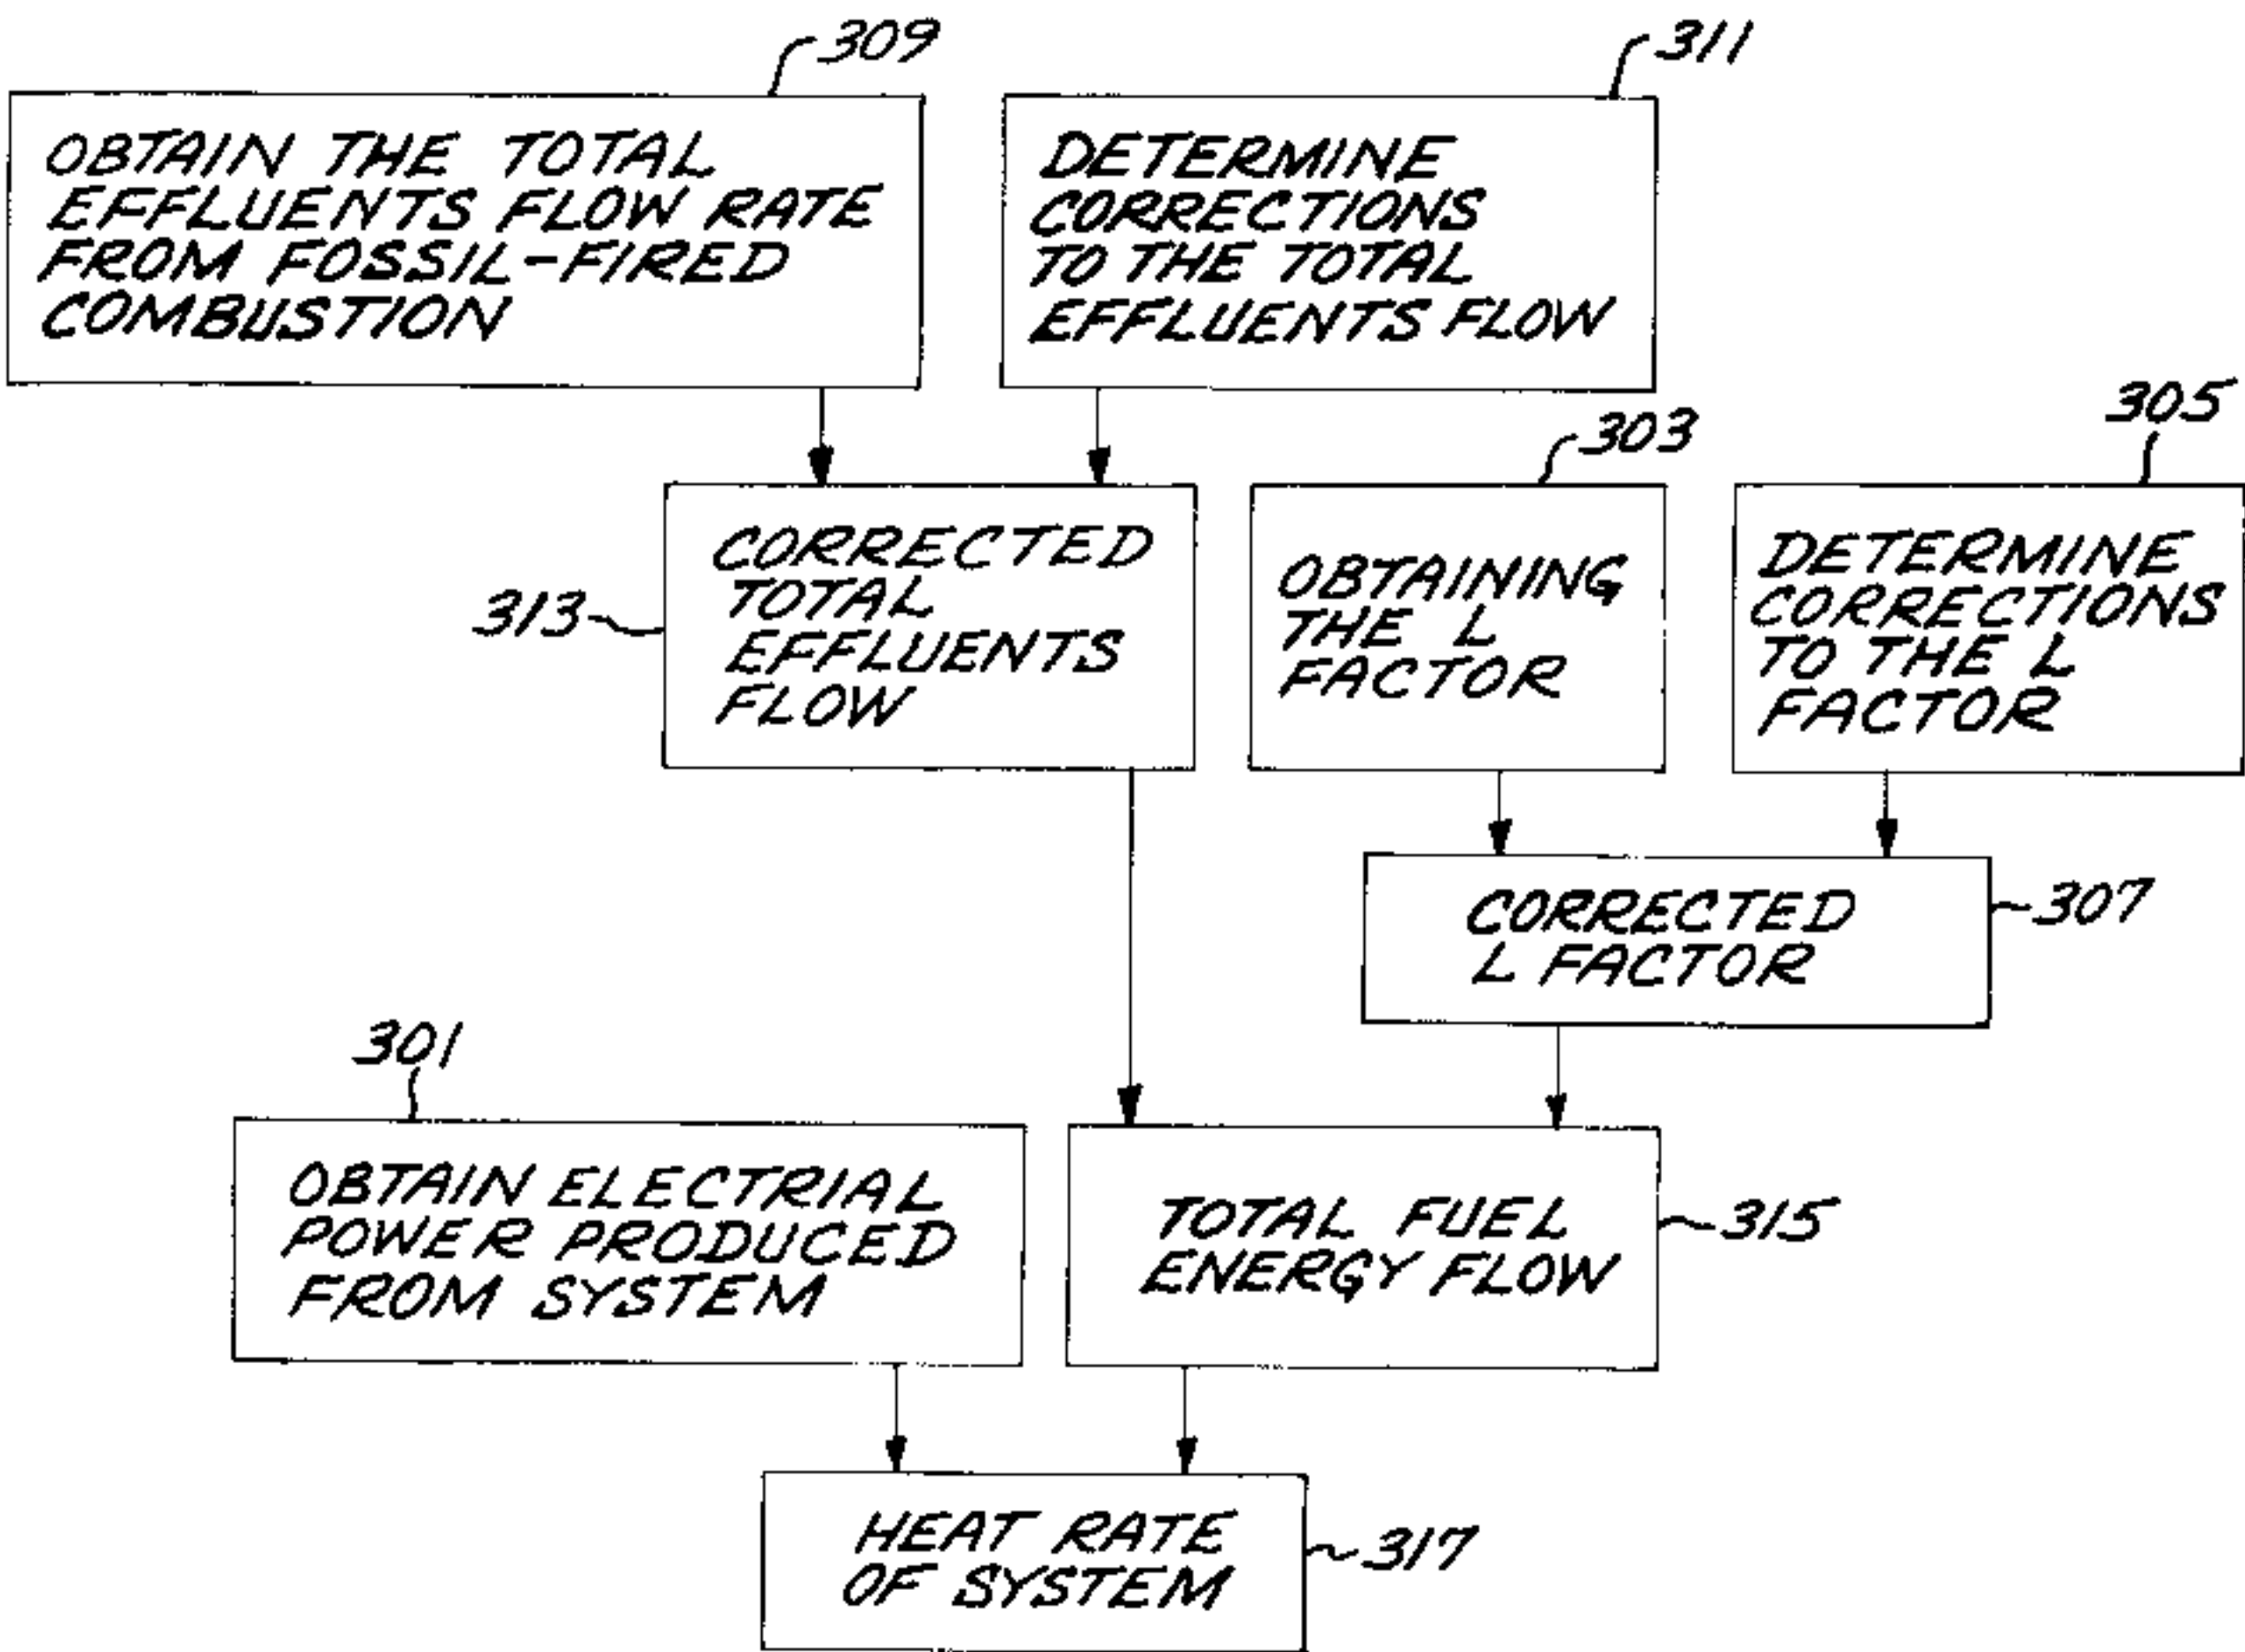 309
OBTAIN THE TOTAL
EFFLUENTS FLOW RATE
FROM FOSSIL-FIRED
COMBUSTION
311
DETERMINE
CORRECTIONS
TO THE TOTAL
EFFLUENTS FLOW
313
CORRECTED
TOTAL
EFFLUENTS
FLOW
303
OBTAINING
THE L
FACTOR
305
DETERMINE
CORRECTIONS
TO THE L
FACTOR
CORRECTED
L FACTOR
307
301
OBTAIN ELECTRIAL
POWER PRODUCED
FROM SYSTEM
TOTAL FUEL
ENERGY FLOW
315
HEAT RATE
OF SYSTEM
317